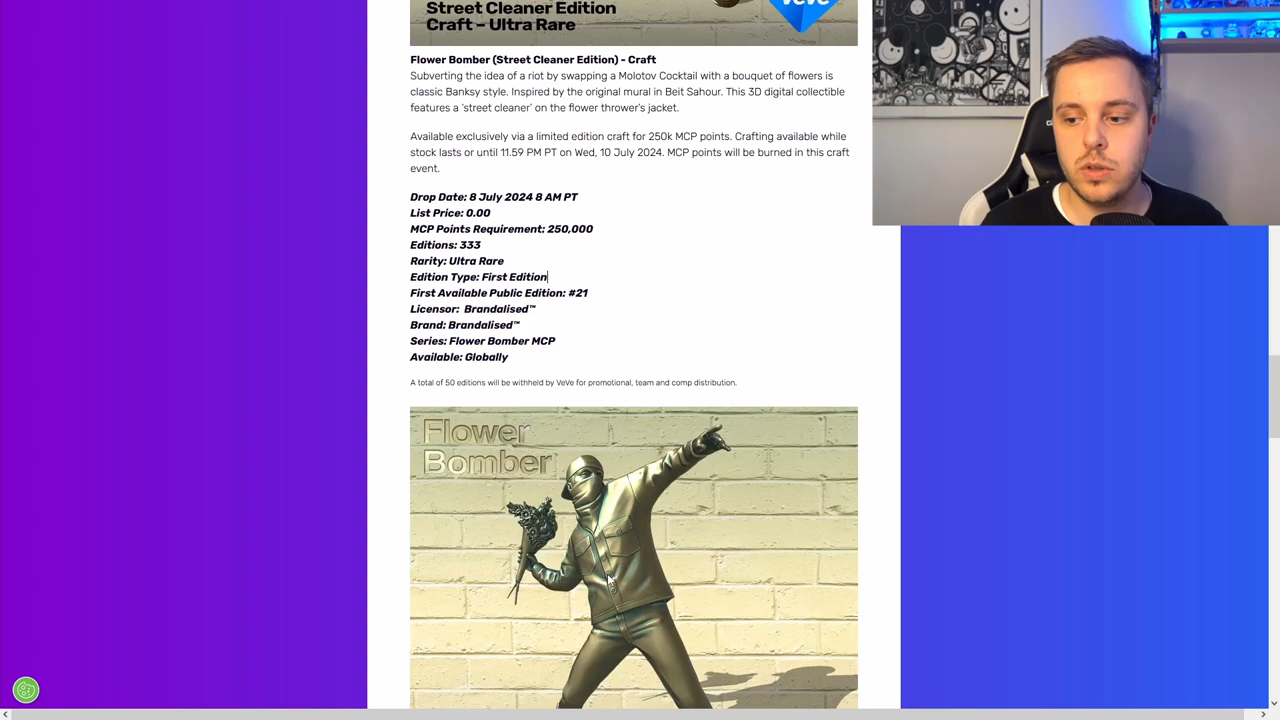 Street Cleaner Edition
Craft – Ultra Rare
VeVe
Flower Bomber (Street Cleaner Edition) - Craft
Subverting the idea of a riot by swapping a Molotov Cocktail with a bouquet of flowers is
classic Banksy style. Inspired by the original mural in Beit Sahour. This 3D digital collectible
features a 'street cleaner' on the flower thrower's jacket.
Available exclusively via a limited edition craft for 250k MCP points. Crafting available while
stock lasts or until 11.59 PM PT on Wed, 10 July 2024. MCP points will be burned in this craft
event.
Drop Date: 8 July 2024 8 AM PT
List Price: 0.00
MCP Points Requirement: 250,000
Editions: 333
Rarity: Ultra Rare
Edition Type: First Edition
First Available Public Edition: #21
Licensor: Brandalised™
Brand: Brandalised™
Series: Flower Bomber MCP
Available: Globally
A total of 50 editions will be withheld by VeVe for promotional, team and comp distribution.
Flower
Bomber